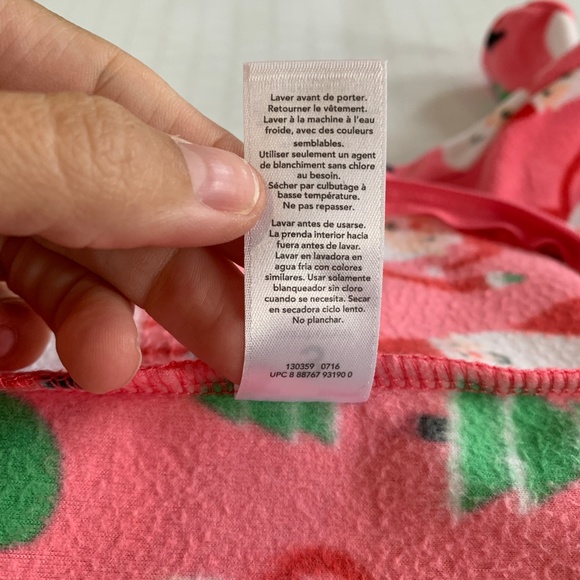 Laver avant de porter.
Retourner le vêtement.
Laver à la machine à l'eau
froide, avec des couleurs
semblables.
Utiliser seulement un agent
de blanchiment sans chlore
au besoin.
Sécher par culbutage à
basse température.
Ne pas repasser.
Lavar antes de usarse.
La prenda interior hacia
fuera antes de lavar.
Lavar en lavadora en
agua fria con colores
similares. Usar solamente
blanqueador sin cloro
cuando se necesita. Secar
en secadora ciclo lento.
No planchar.
130359 0716
UPC 8 88767 93190 0